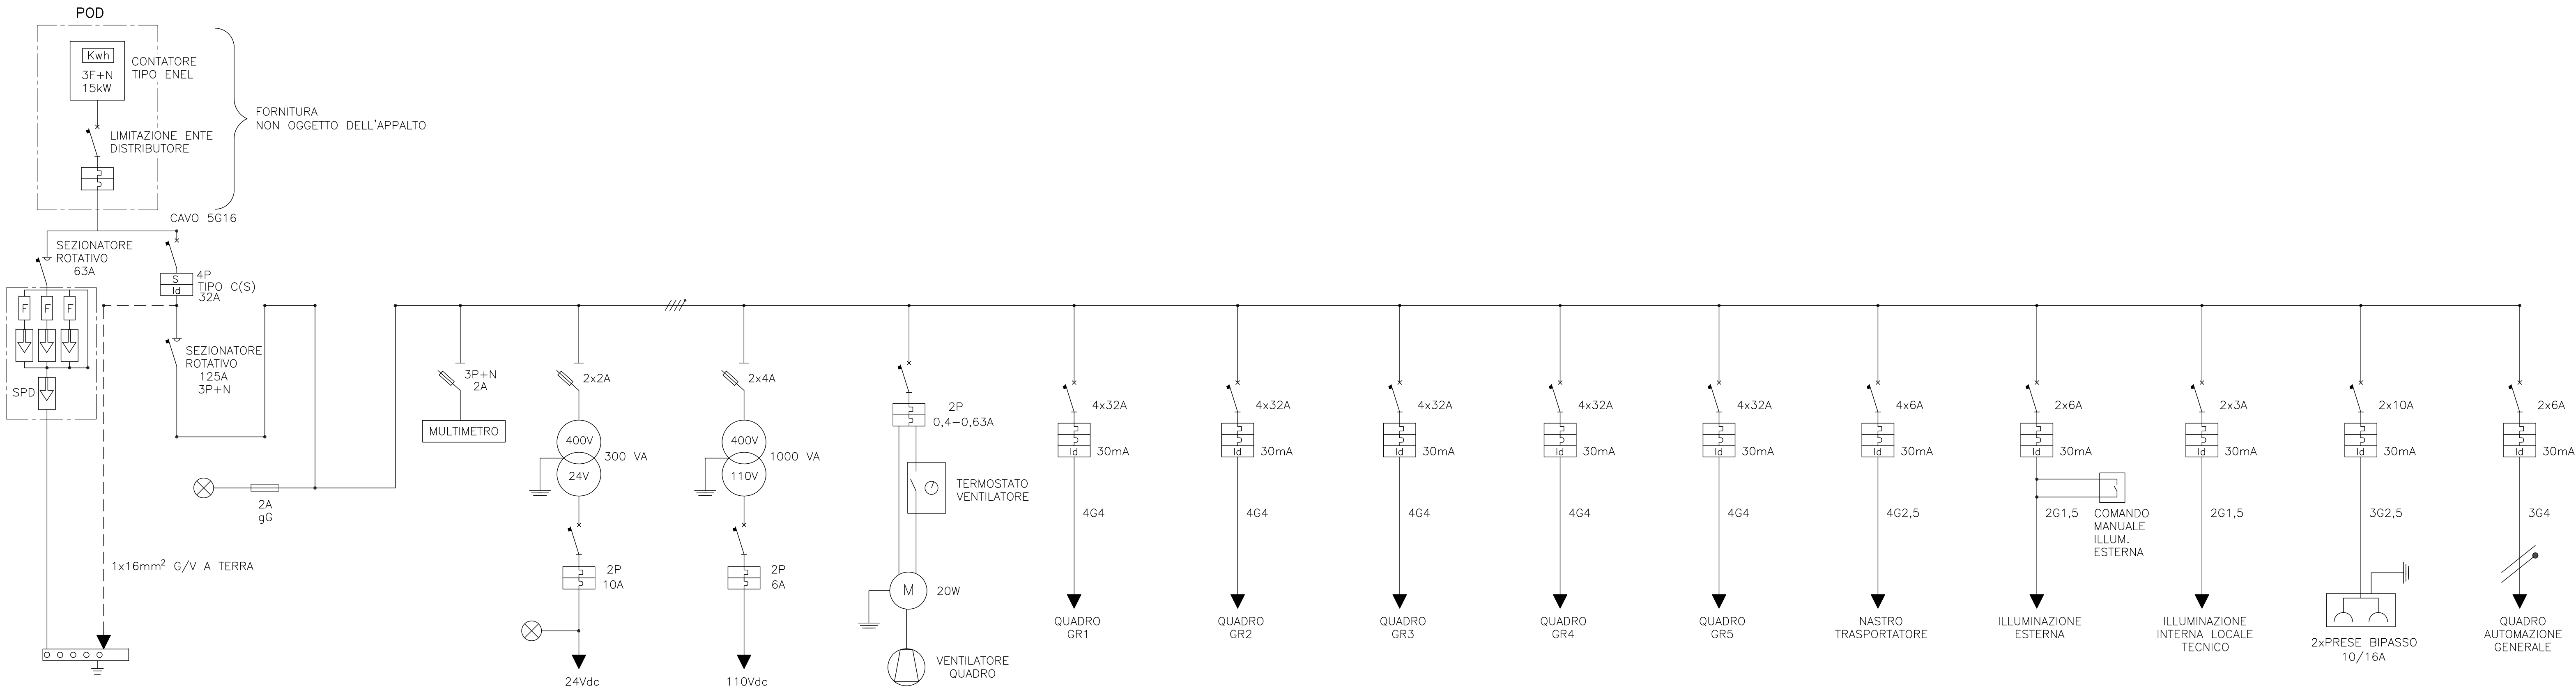 POD
Kwh
3F+N
15kW
CONTATORE
TIPO ENEL
LIMITAZIONE ENTE
DISTRIBUTORE
FORNITURA
NON OGGETTO DELL'APPALTO
CAVO 5G16
SEZIONATORE
ROTATIVO
63A
S
Id
4P
TIPO C(S)
32A
F
F
F
SPD
SEZIONATORE
ROTATIVO
125A
3P+N
2A
gG
1x16mm² G/V A TERRA
3P+N
2A
MULTIMETRO
2x2A
400V
24V
300 VA
2P
10A
24Vdc
2x4A
400V
110V
1000 VA
2P
6A
110Vdc
2P
0,4-0,63A
TERMOSTATO
VENTILATORE
M
20W
VENTILATORE
QUADRO
4x32A
Id
30mA
4G4
QUADRO
GR1
4x32A
Id
30mA
4G4
QUADRO
GR2
4x32A
Id
30mA
4G4
QUADRO
GR3
4x32A
Id
30mA
4G4
QUADRO
GR4
4x32A
Id
30mA
4G4
QUADRO
GR5
4x6A
Id
30mA
4G2,5
NASTRO
TRASPORTATORE
2x6A
Id
30mA
2G1,5
COMANDO
MANUALE
ILLUM.
ESTERNA
ILLUMINAZIONE
ESTERNA
2x3A
Id
30mA
2G1,5
ILLUMINAZIONE
INTERNA LOCALE
TECNICO
2x10A
Id
30mA
3G2,5
2xPRESE BIPASSO
10/16A
2x6A
Id
30mA
3G4
QUADRO
AUTOMAZIONE
GENERALE